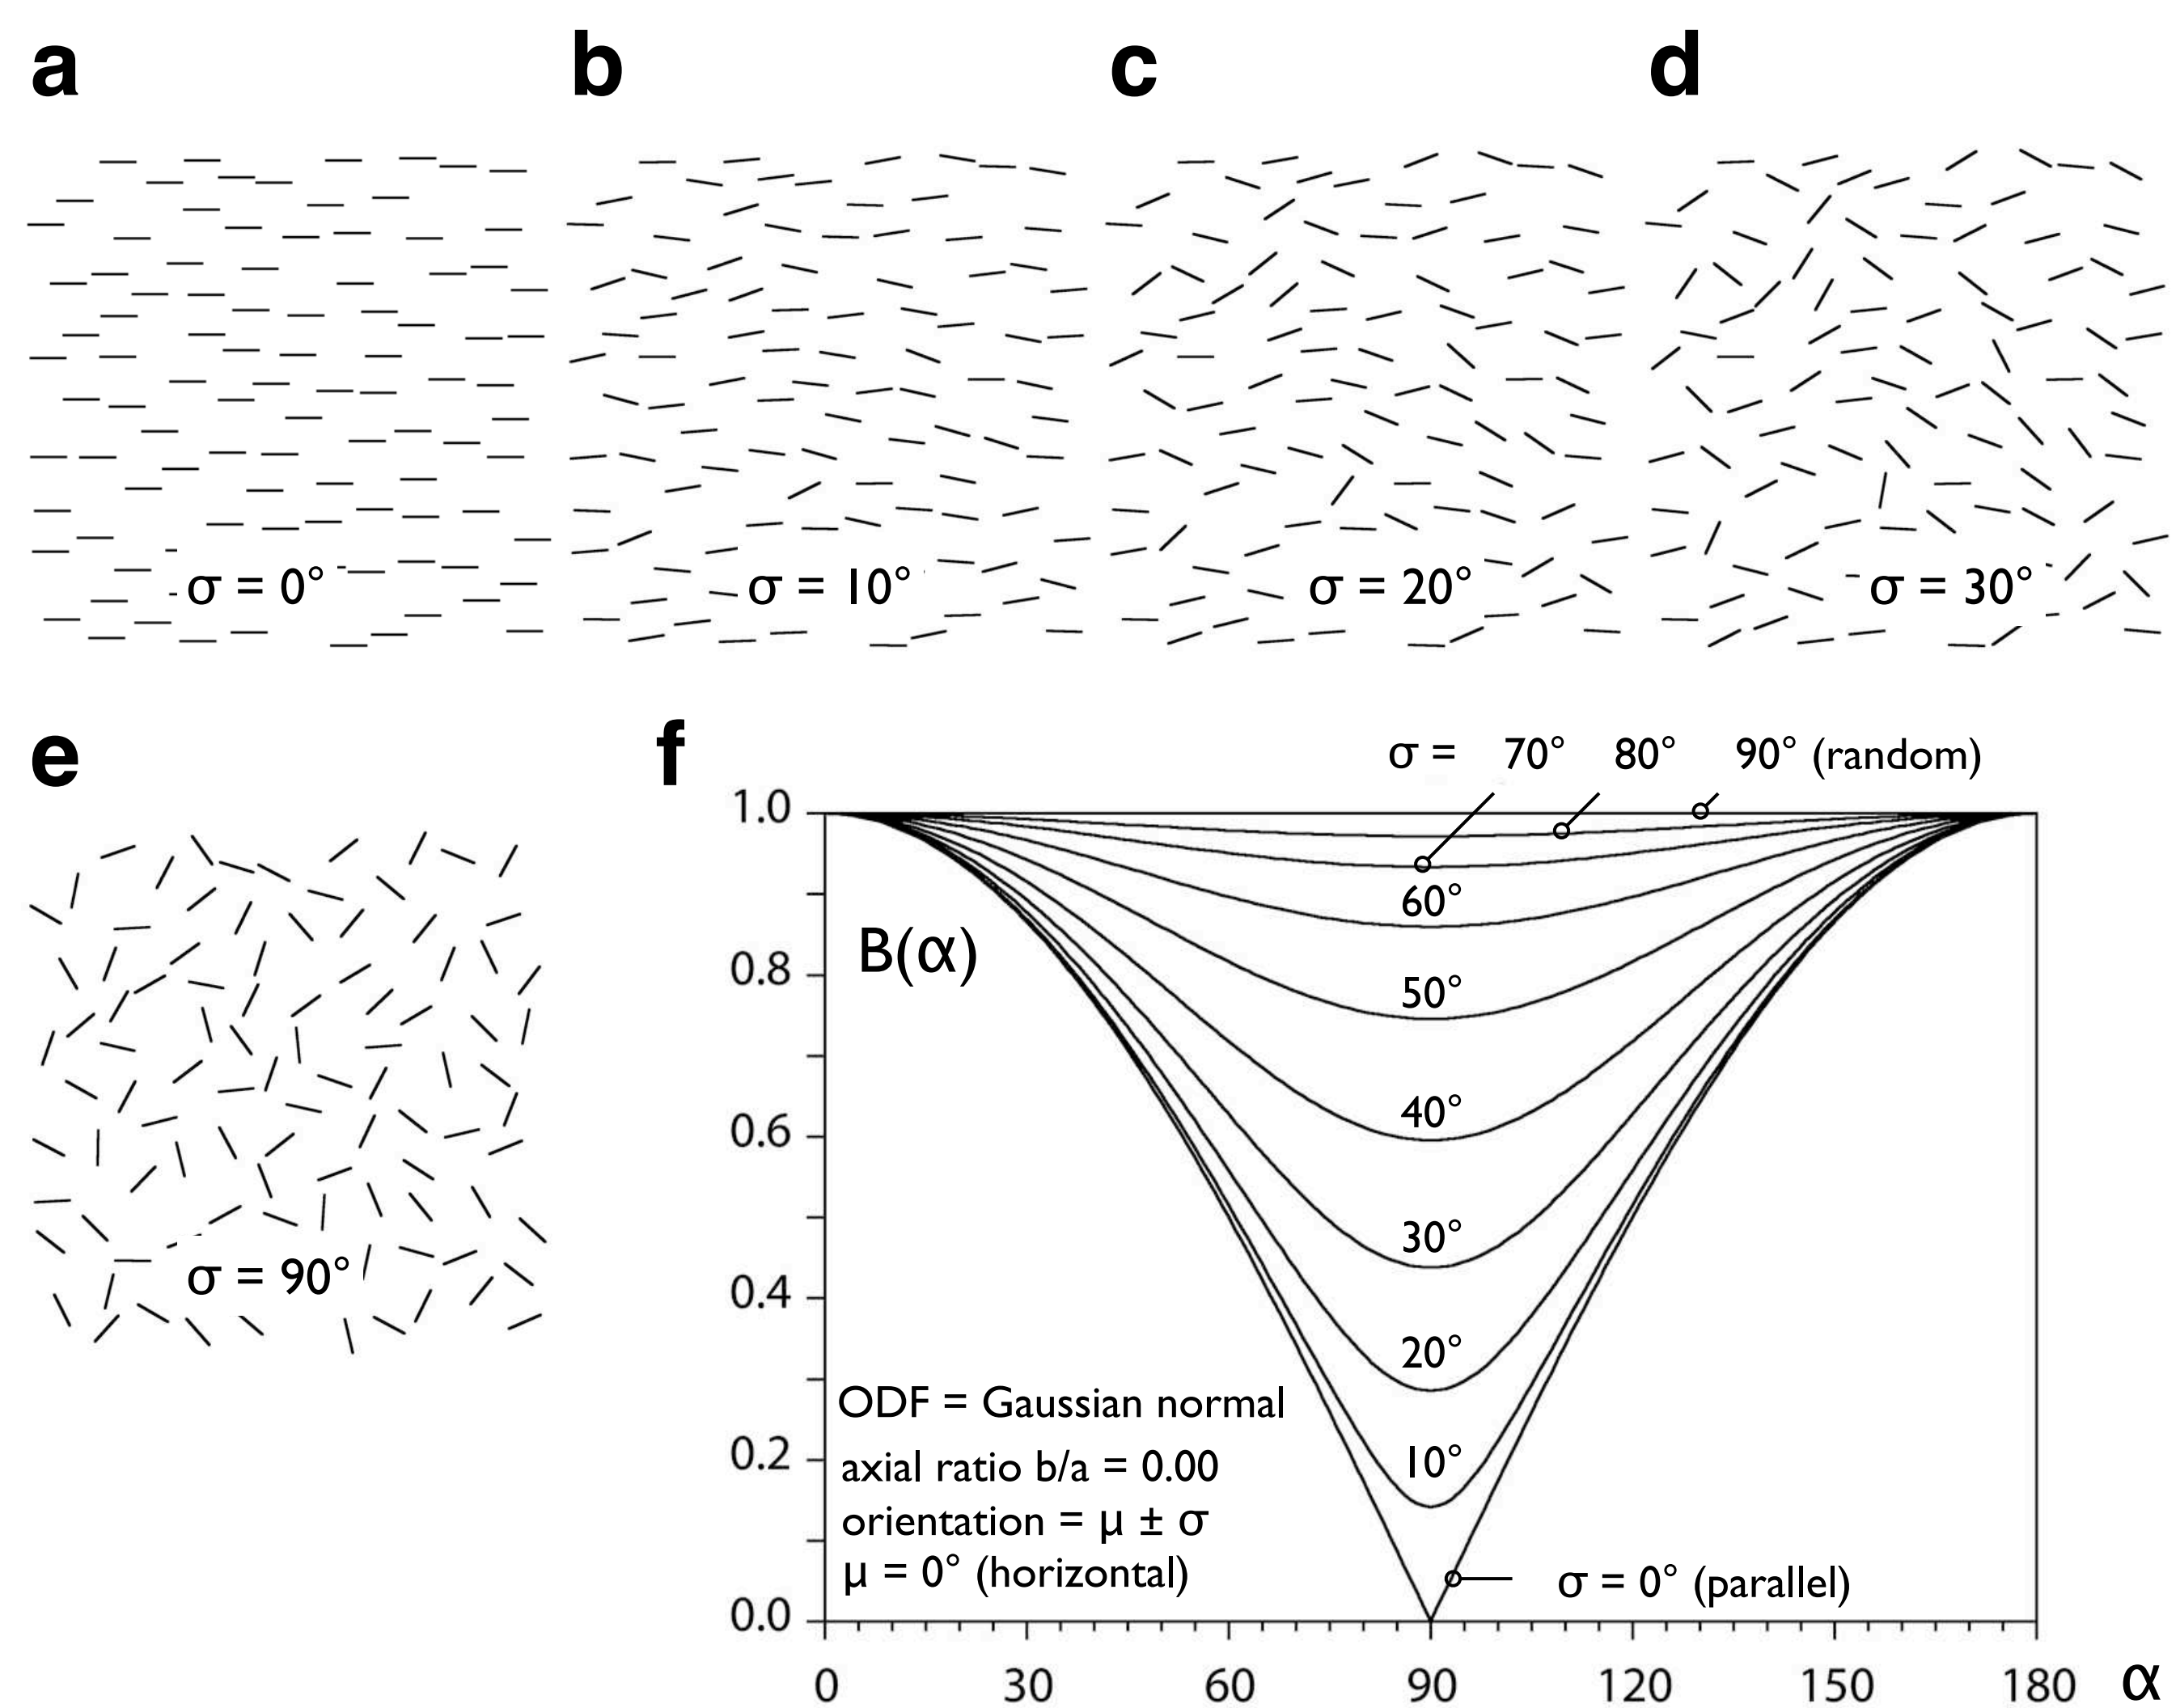 a b c d
σ = 0° σ = 10° σ = 20° σ = 30°
e
σ = 90°
f
σ = 70° 80° 90° (random)
1.0
B(α)
0.8
0.6
0.4
0.2
0.0
60°
50°
40°
30°
20°
10°
ODF = Gaussian normal
axial ratio b/a = 0.00
orientation = μ ± σ
μ = 0° (horizontal)
σ = 0° (parallel)
0 30 60 90 120 150 180 α